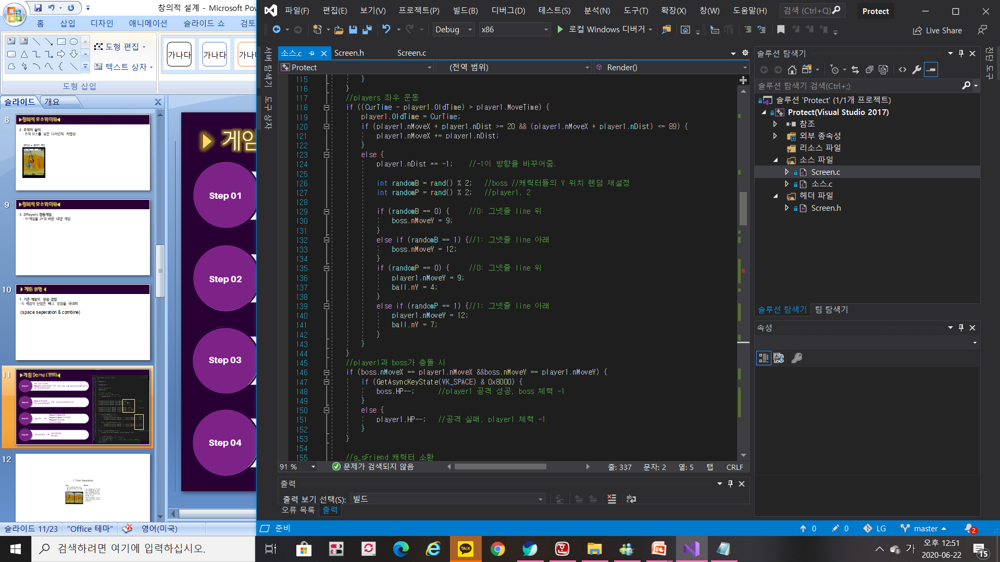 창의적 설계 - Microsoft Pow
홈 삽입 디자인 애니메이션 슬라이드 쇼 검토
도형 편집
텍스트 상자
가나다 가나다 가나다
도형 삽입
슬라이드 개요
8
2. 추억의 놀이
- 추억 요소를 넣은 디자인적 차별성
9
3. 2Players 협동게임
- 1P게임을 2P로 바꾼 대결 게임
10
게임 설명
1. 기존 게임의 장점 결합
- 두 게임의 단점은 빼고, 장점을 극대화
(space seperation & combine)
11
게임 Demo (코드)
12
1. Time Seperation
게임
Step 01
Step 02
Step 03
Step 04
슬라이드 11/23 "Office 테마" 영어(미국)
파일(F) 편집(E) 보기(V) 프로젝트(P) 빌드(B) 디버그(D) 테스트(S) 분석(N) 도구(T) 확장(X) 창(W) 도움말(H) 검색 (Ctrl+Q) Protect
Debug x86 로컬 Windows 디버거 Live Share
서버 탐색기
도구 상자
소스.c Screen.h Screen.c
Protect (전역 범위) Render()
115 }
116 }
117 //players 좌우 운동
118 if ((CurTime - player1.OldTime) > player1.MoveTime) {
119 player1.OldTime = CurTime;
120 if (player1.nMoveX + player1.nDist >= 20 && (player1.nMoveX + player1.nDist) <= 89) {
121 player1.nMoveX += player1.nDist;
122 }
123 else {
124 player1.nDist *= -1; //-1이 방향을 바꾸어줌.
125
126 int randomB = rand() % 2; //boss //캐릭터들의 Y 위치 랜덤 재설정
127 int randomP = rand() % 2; //player1, 2
128
129 if (randomB == 0) { //0: 그넷줄 line 위
130 boss.nMoveY = 9;
131 }
132 else if (randomB == 1) {//1: 그넷줄 line 아래
133 boss.nMoveY = 12;
134 }
135 if (randomP == 0) { //0: 그넷줄 line 위
136 player1.nMoveY = 9;
137 ball.nY = 4;
138 }
139 else if (randomP == 1) {//1: 그넷줄 line 아래
140 player1.nMoveY = 12;
141 ball.nY = 7;
142 }
143 }
144 }
145 //player1과 boss가 충돌 시
146 if (boss.nMoveX == player1.nMoveX &&boss.nMoveY == player1.nMoveY) {
147 if (GetAsyncKeyState(VK_SPACE) & 0x8000) {
148 boss.HP--; //player1 공격 성공, boss 체력 -1
149 }
150 else {
151 player1.HP--; //공격 실패, player1 체력 -1
152 }
153 }
154
155 //g_sFriend 캐릭터 소환
91 % 문제가 검색되지 않음 줄: 337 문자: 2 열: 5 탭 CRLF
출력
출력 보기 선택(S): 빌드
오류 목록 출력
솔루션 탐색기
솔루션 탐색기 검색(Ctrl+;)
솔루션 'Protect' (1/1개 프로젝트)
Protect(Visual Studio 2017)
참조
외부 종속성
리소스 파일
소스 파일
Screen.c
소스.c
헤더 파일
Screen.h
솔루션 탐색기 팀 탐색기
속성
진단 도구
준비 0 0 LG master 2
검색하려면 여기에 입력하십시오.
TALK
가 오후 12:51
2020-06-22
15